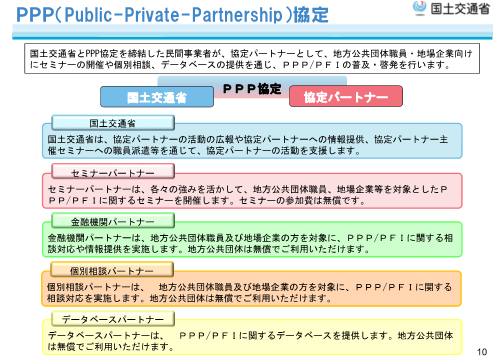 PPP(Public-Private-Partnership)協定
国土交通省
国土交通省とPPP協定を締結した民間事業者が、協定パートナーとして、地方公共団体職員・地場企業向け
にセミナーの開催や個別相談、データベースの提供を通じ、ＰＰＰ/ＰＦＩの普及・啓発を行います。
ＰＰＰ協定
国土交通省
協定パートナー
国土交通省
国土交通省は、協定パートナーの活動の広報や協定パートナーへの情報提供、協定パートナー主
催セミナーへの職員派遣等を通じて、協定パートナーの活動を支援します。
セミナーパートナー
セミナーパートナーは、各々の強みを活かして、地方公共団体職員、地場企業等を対象としたＰ
ＰＰ/ＰＦＩに関するセミナーを開催します。セミナーの参加費は無償です。
金融機関パートナー
金融機関パートナーは、地方公共団体職員及び地場企業の方を対象に、ＰＰＰ/ＰＦＩに関する相
談対応や情報提供を実施します。地方公共団体は無償でご利用いただけます。
個別相談パートナー
個別相談パートナーは、　地方公共団体職員及び地場企業の方を対象に、ＰＰＰ/ＰＦＩに関する
相談対応を実施します。地方公共団体は無償でご利用いただけます。
データベースパートナー
データベースパートナーは、　ＰＰＰ/ＰＦＩに関するデータベースを提供します。地方公共団体
は無償でご利用いただけます。
10